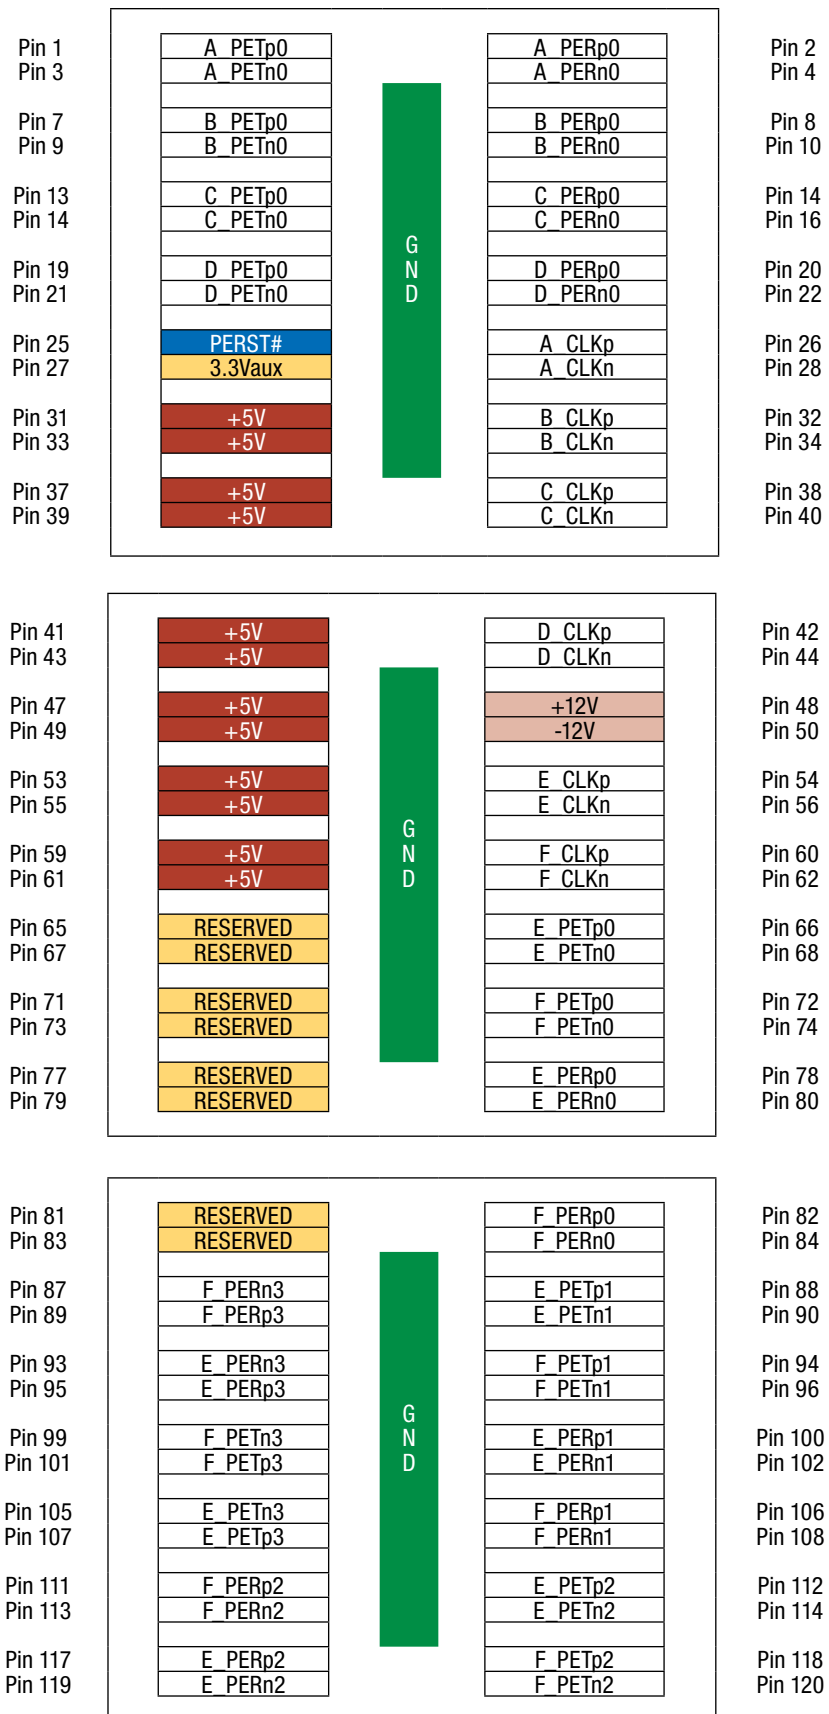 Pin 1 A_PETp0 A_PERp0 Pin 2
Pin 3 A_PETn0 A_PERn0 Pin 4
Pin 7 B_PETp0 B_PERp0 Pin 8
Pin 9 B_PETn0 B_PERn0 Pin 10
Pin 13 C_PETp0 C_PERp0 Pin 14
Pin 14 C_PETn0 C_PERn0 Pin 16
G
Pin 19 D_PETp0 N D_PERp0 Pin 20
Pin 21 D_PETn0 D D_PERn0 Pin 22
Pin 25 PERST# A_CLKp Pin 26
Pin 27 3.3Vaux A_CLKn Pin 28
Pin 31 +5V B_CLKp Pin 32
Pin 33 +5V B_CLKn Pin 34
Pin 37 +5V C_CLKp Pin 38
Pin 39 +5V C_CLKn Pin 40
Pin 41 +5V D_CLKp Pin 42
Pin 43 +5V D_CLKn Pin 44
Pin 47 +5V +12V Pin 48
Pin 49 +5V -12V Pin 50
Pin 53 +5V E_CLKp Pin 54
Pin 55 +5V E_CLKn Pin 56
G
Pin 59 +5V N F_CLKp Pin 60
Pin 61 +5V D F_CLKn Pin 62
Pin 65 RESERVED E_PETp0 Pin 66
Pin 67 RESERVED E_PETn0 Pin 68
Pin 71 RESERVED F_PETp0 Pin 72
Pin 73 RESERVED F_PETn0 Pin 74
Pin 77 RESERVED E_PERp0 Pin 78
Pin 79 RESERVED E_PERn0 Pin 80
Pin 81 RESERVED F_PERp0 Pin 82
Pin 83 RESERVED F_PERn0 Pin 84
Pin 87 F_PERn3 E_PETp1 Pin 88
Pin 89 F_PERp3 E_PETn1 Pin 90
Pin 93 E_PERn3 F_PETp1 Pin 94
Pin 95 E_PERp3 F_PETn1 Pin 96
G
Pin 99 F_PETn3 N E_PERp1 Pin 100
Pin 101 F_PETp3 D E_PERn1 Pin 102
Pin 105 E_PETn3 F_PERp1 Pin 106
Pin 107 E_PETp3 F_PERn1 Pin 108
Pin 111 F_PERp2 E_PETp2 Pin 112
Pin 113 F_PERn2 E_PETn2 Pin 114
Pin 117 E_PERp2 F_PETp2 Pin 118
Pin 119 E_PERn2 F_PETn2 Pin 120